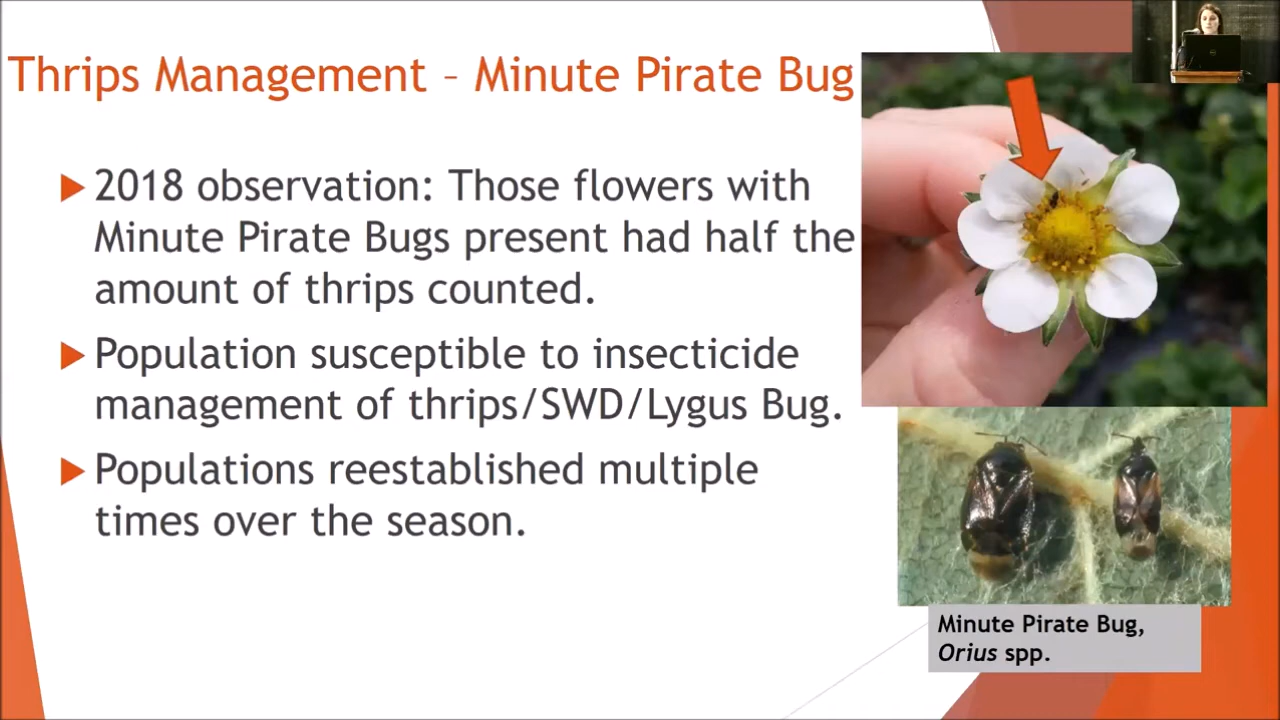 Thrips Management – Minute Pirate Bug
2018 observation: Those flowers with
Minute Pirate Bugs present had half the
amount of thrips counted.
Population susceptible to insecticide
management of thrips/SWD/Lygus Bug.
Populations reestablished multiple
times over the season.
Minute Pirate Bug,
Orius spp.